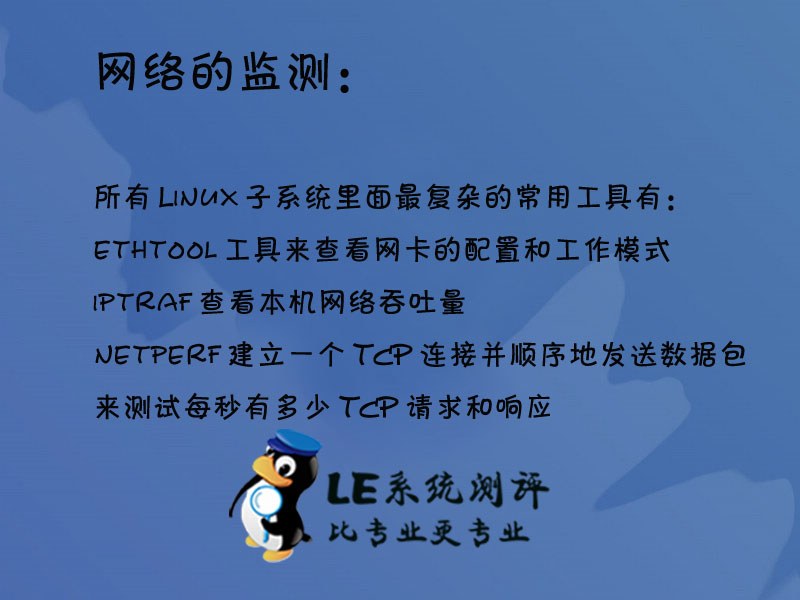 网络的监测：
所有LINUX子系统里面最复杂的常用工具有：
ETHTOOL工具来查看网卡的配置和工作模式
IPTRAF查看本机网络吞吐量
NETPERF建立一个TCP连接并顺序地发送数据包
来测试每秒有多少TCP请求和响应
LE系统测评
比专业更专业